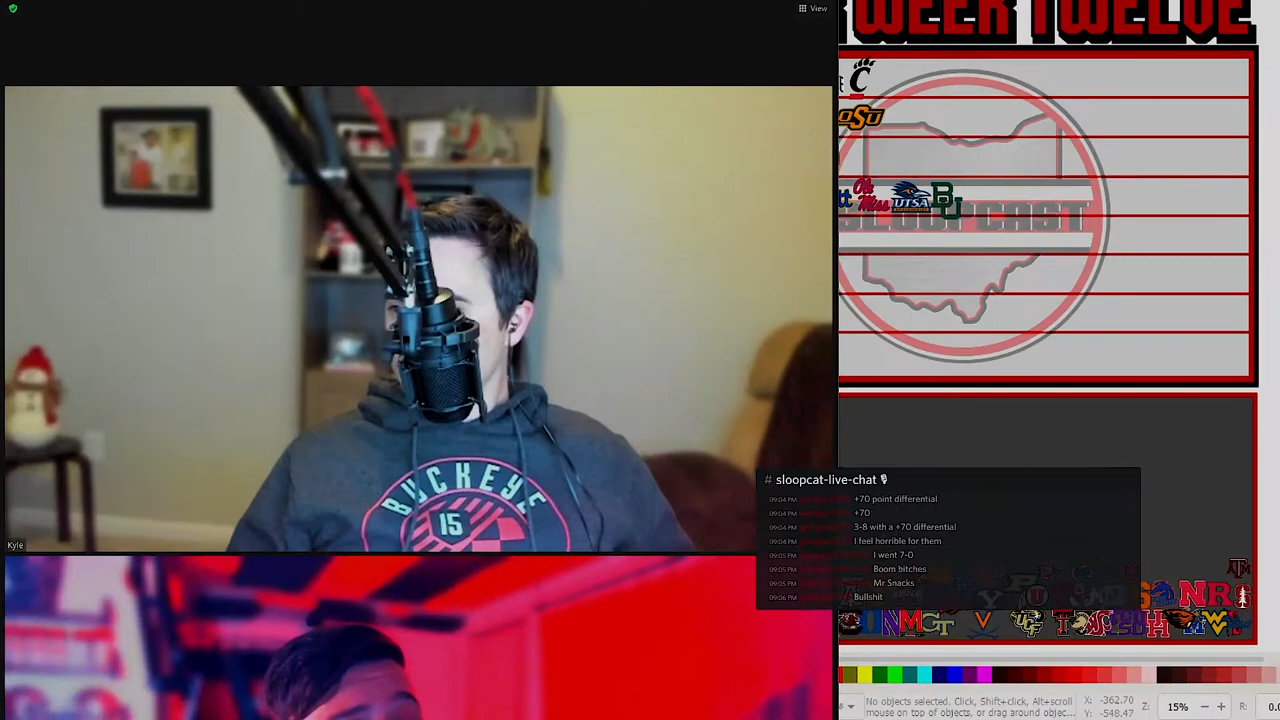 View
WEEK TWELVE
C
OSU
Ole Miss
UTSA
BU
SLOOPCAST
BUCKEYE
15
Kyle
# sloopcat-live-chat
09:04 PM +70 point differential
09:04 PM +70
09:04 PM 3-8 with a +70 differential
09:04 PM I feel horrible for them
09:05 PM I went 7-0
09:05 PM Boom bitches
09:05 PM Mr Snacks
09:06 PM Bullshit
No objects selected. Click, Shift+click, Alt+scroll
mouse on top of objects, or drag around objec...
X: -362.70
Y: -548.47
Z: 15%
R: 0.0